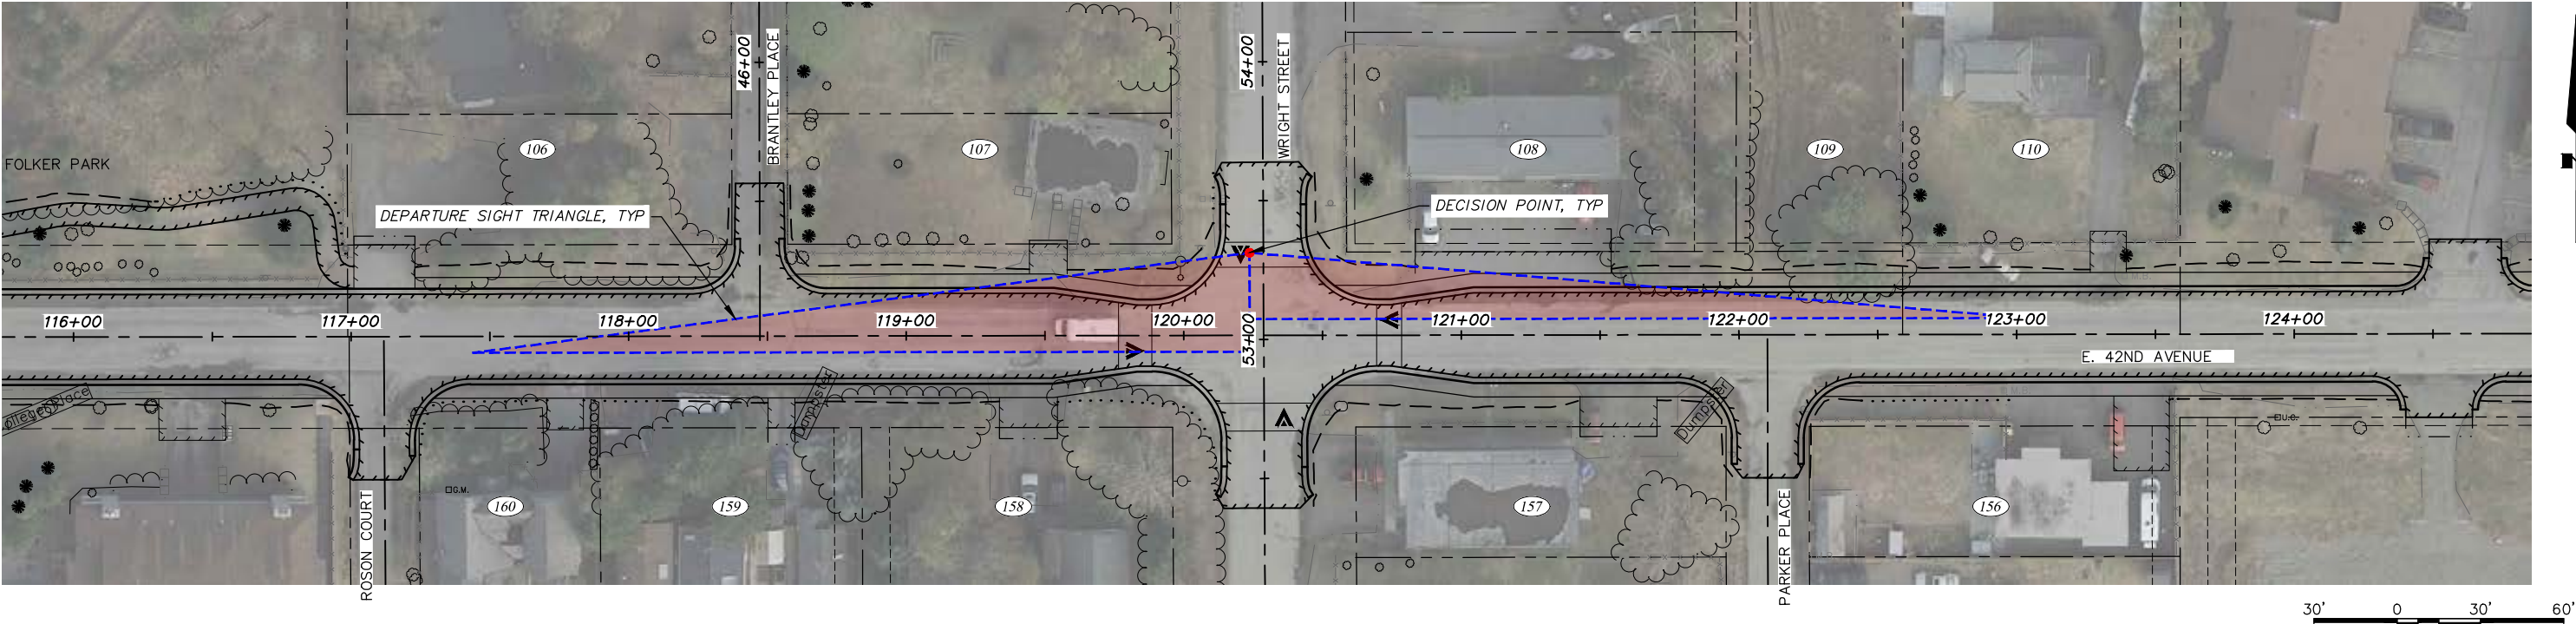 46+00
BRANTLEY PLACE
54+00
WRIGHT STREET
FOLKER PARK
106
107
108
109
110
DEPARTURE SIGHT TRIANGLE, TYP
DECISION POINT, TYP
116+00
117+00
118+00
119+00
120+00
53+00
121+00
122+00
123+00
124+00
E. 42ND AVENUE
Place
Dumpster
Dumpster
U.C.
G.M.
160
159
158
157
156
ROSON COURT
PARKER PLACE
30'
0
30'
60'